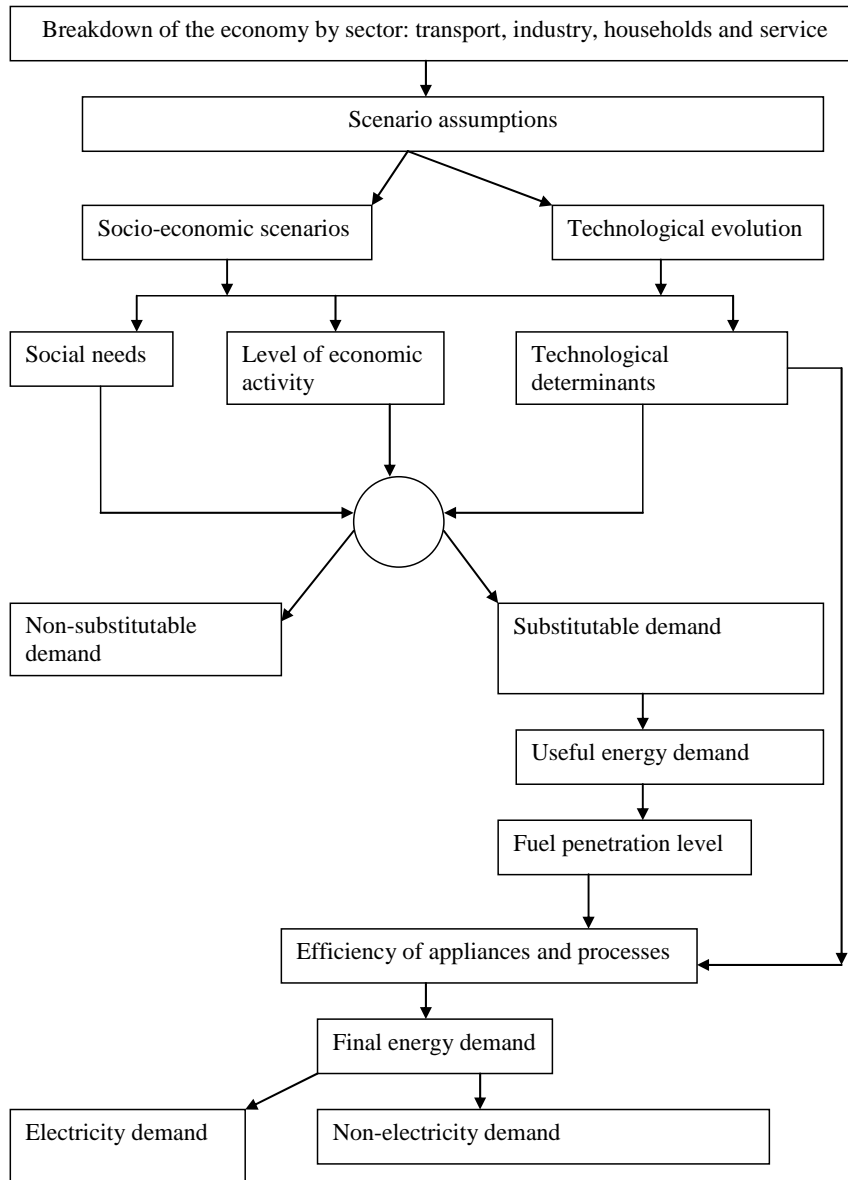 Breakdown of the economy by sector: transport, industry, households and service
Scenario assumptions
Socio-economic scenarios
Technological evolution
Social needs
Level of economic
activity
Technological
determinants
Non-substitutable
demand
Substitutable demand
Useful energy demand
Fuel penetration level
Efficiency of appliances and processes
Final energy demand
Electricity demand
Non-electricity demand